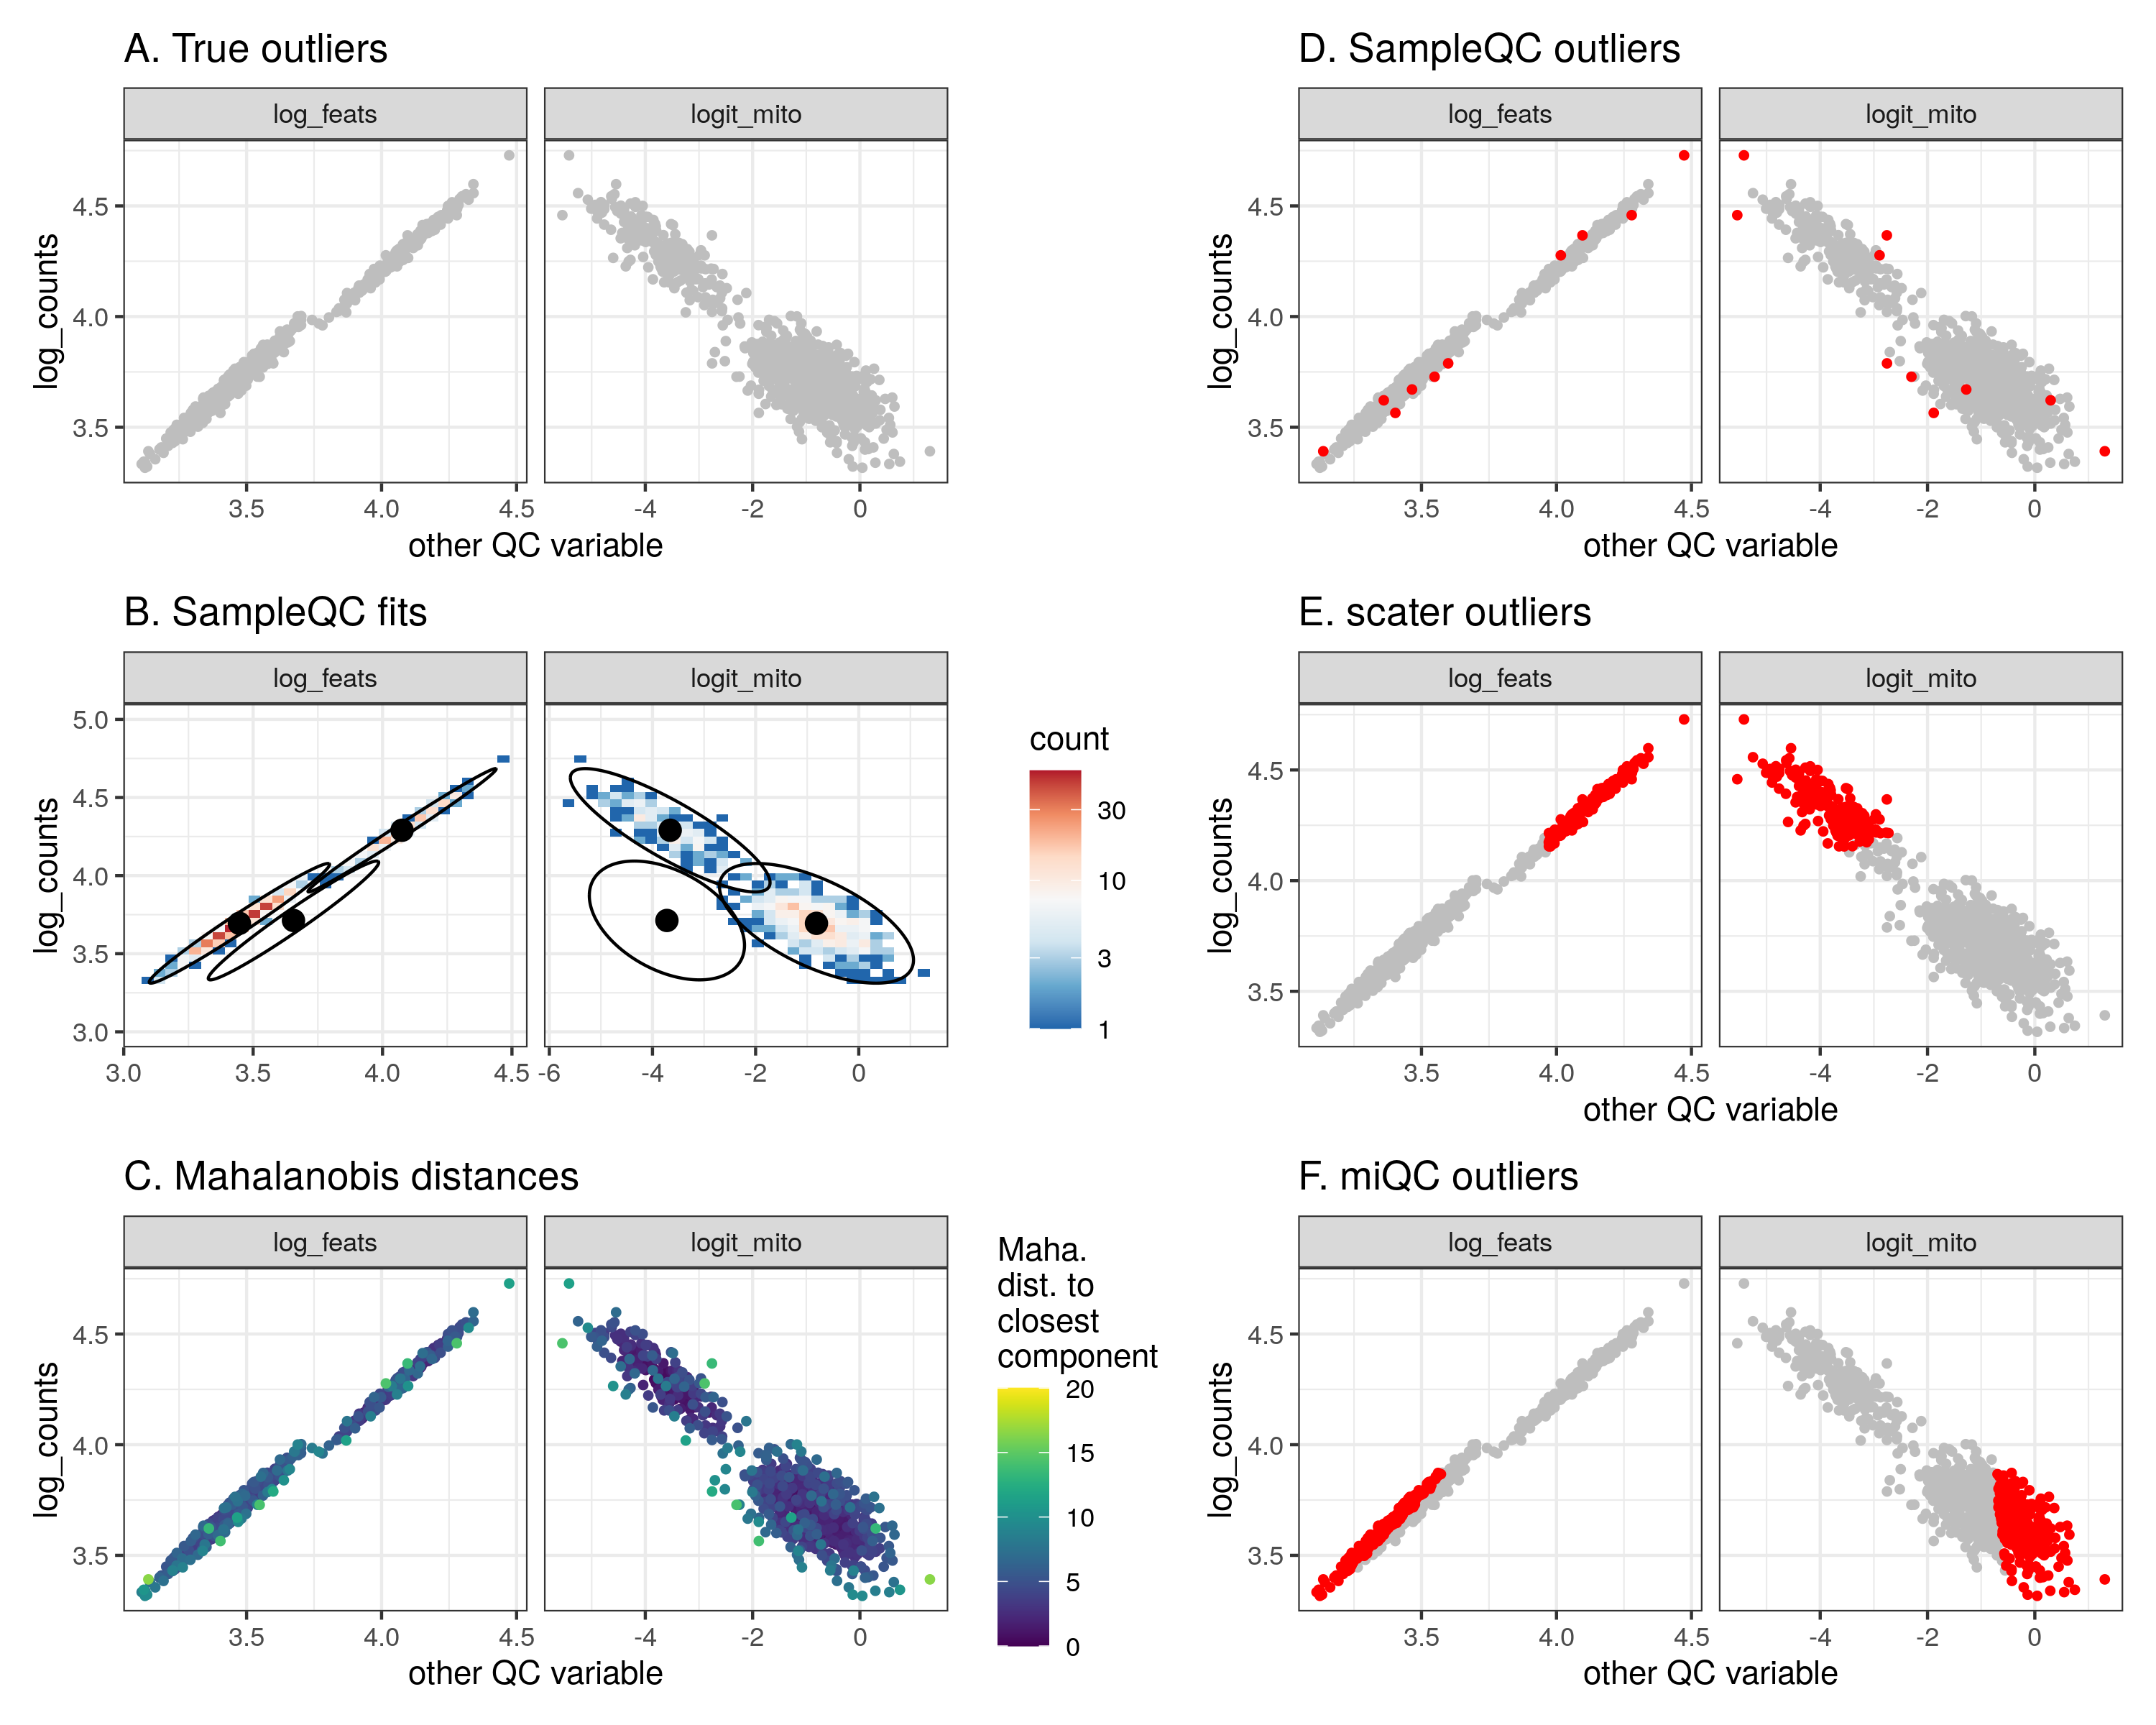 A. True outliers
log_feats
logit_mito
log_counts
4.5
4.0
3.5
3.5
4.0
4.5
-4
-2
0
other QC variable
B. SampleQC fits
log_feats
logit_mito
log_counts
5.0
4.5
4.0
3.5
3.0
3.0
3.5
4.0
4.5
-6
-4
-2
0
count
30
10
3
1
C. Mahalanobis distances
log_feats
logit_mito
log_counts
4.5
4.0
3.5
3.5
4.0
4.5
-4
-2
0
other QC variable
Maha.
dist. to
closest
component
20
15
10
5
0
D. SampleQC outliers
log_feats
logit_mito
log_counts
4.5
4.0
3.5
3.5
4.0
4.5
-4
-2
0
other QC variable
E. scater outliers
log_feats
logit_mito
log_counts
4.5
4.0
3.5
3.5
4.0
4.5
-4
-2
0
other QC variable
F. miQC outliers
log_feats
logit_mito
log_counts
4.5
4.0
3.5
3.5
4.0
4.5
-4
-2
0
other QC variable